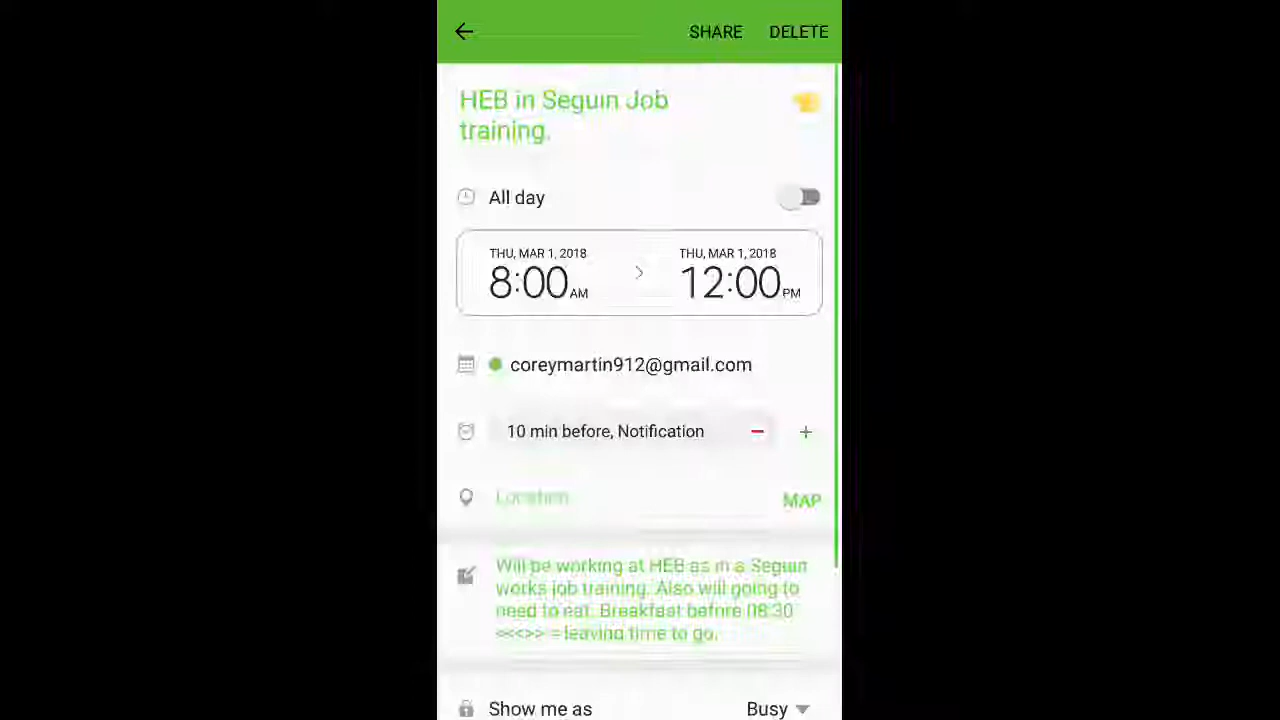 SHARE DELETE
HEB in Seguin Job
training.
All day
THU, MAR 1, 2018 THU, MAR 1, 2018
8:00 AM > 12:00 PM
coreymartin912@gmail.com
10 min before, Notification
Location MAP
Will be working at HEB as in a Seguin
works job training. Also will going to
need to eat. Breakfast before 08:30
<<<>> = leaving time to go.
Show me as Busy